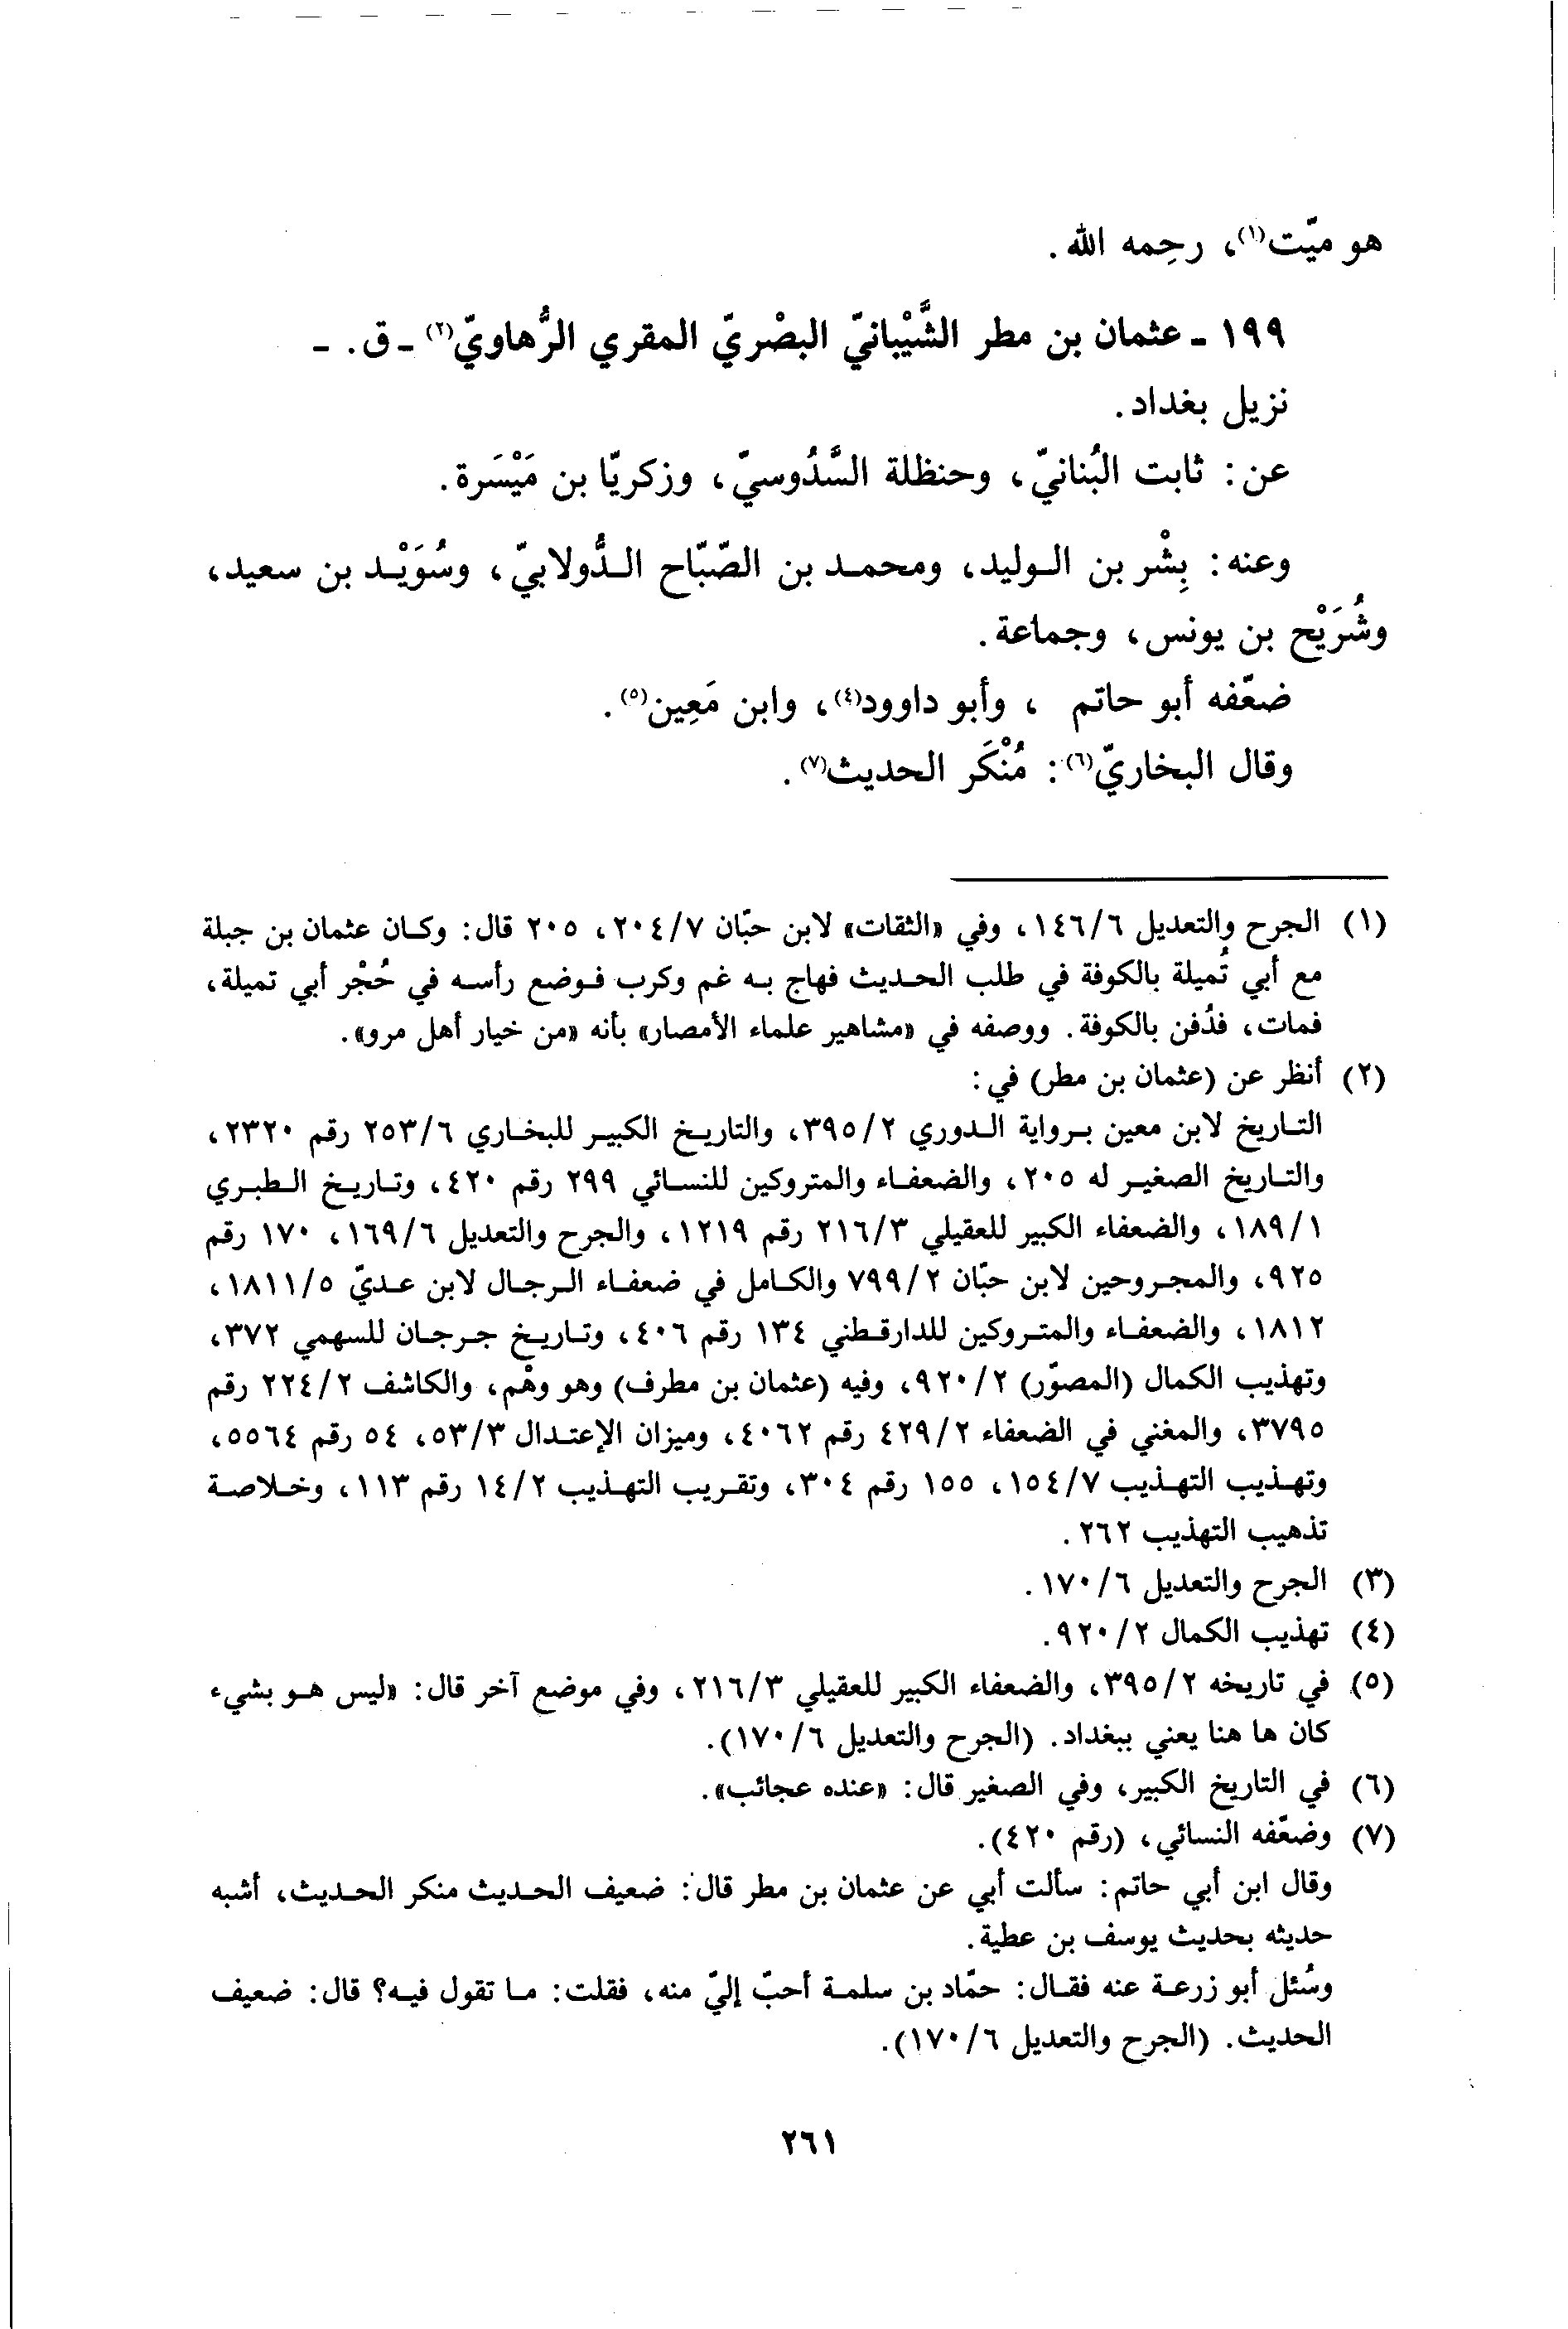 هو ميّت(١)، رحِمه الله.
١٩٩ - عثمان بن مطر الشَّيْبانيّ البصْريّ المقري الرُّهاويّ(٢) - ق. -
نزيل بغداد.
عن: ثابت البُنانيّ، وحنظلة السَّدُوسيّ، وزكريّا بن مَيْسَرة.
وعنه: بِشْر بن الوليد، ومحمد بن الصّبّاح الدُّولابيّ، وسُوَيْد بن سعيد،
وشُرَيْح بن يونس، وجماعة.
ضعّفه أبو حاتم ، وأبو داوود(٤)، وابن مَعِين(٥).
وقال البخاريّ(٦): مُنْكَر الحديث(٧).
(١) الجرح والتعديل ١٤٦/٦، وفي «الثقات» لابن حبّان ٢٠٤/٧، ٢٠٥ قال: وكان عثمان بن جبلة
مع أبي تُميلة بالكوفة في طلب الحديث فهاج به غم وكرب فوضع رأسه في حُجْر أبي تميلة،
فمات، فدُفن بالكوفة. ووصفه في «مشاهير علماء الأمصار» بأنه «من خيار أهل مرو».
(٢) أنظر عن (عثمان بن مطر) في:
التاريخ لابن معين برواية الدوري ٣٩٥/٢، والتاريخ الكبير للبخاري ٢٥٣/٦ رقم ٢٣٢٠،
والتاريخ الصغير له ٢٠٥، والضعفاء والمتروكين للنسائي ٢٩٩ رقم ٤٢٠، وتاريخ الطبري
١٨٩/١، والضعفاء الكبير للعقيلي ٢١٦/٣ رقم ١٢١٩، والجرح والتعديل ١٦٩/٦، ١٧٠ رقم
٩٢٥، والمجروحين لابن حبّان ٧٩٩/٢ والكامل في ضعفاء الرجال لابن عديّ ١٨١١/٥،
١٨١٢، والضعفاء والمتروكين للدارقطني ١٣٤ رقم ٤٠٦، وتاريخ جرجان للسهمي ٣٧٢،
وتهذيب الكمال (المصوّر) ٩٢٠/٢، وفيه (عثمان بن مطرف) وهو وهْم، والكاشف ٢٢٤/٢ رقم
٣٧٩٥، والمغني في الضعفاء ٤٢٩/٢ رقم ٤٠٦٢، وميزان الإعتدال ٥٣/٣، ٥٤ رقم ٥٥٦٤،
وتهذيب التهذيب ١٥٤/٧، ١٥٥ رقم ٣٠٤، وتقريب التهذيب ١٤/٢ رقم ١١٣، وخلاصة
تذهيب التهذيب ٢٦٢.
(٣) الجرح والتعديل ١٧٠/٦.
(٤) تهذيب الكمال ٩٢٠/٢.
(٥) في تاريخه ٣٩٥/٢، والضعفاء الكبير للعقيلي ٢١٦/٣، وفي موضع آخر قال: «ليس هو بشيء
كان ها هنا يعني ببغداد. (الجرح والتعديل ١٧٠/٦).
(٦) في التاريخ الكبير، وفي الصغير قال: «عنده عجائب».
(٧) وضعّفه النسائي، (رقم ٤٢٠).
وقال ابن أبي حاتم: سألت أبي عن عثمان بن مطر قال: ضعيف الحديث منكر الحديث، أشبه
حديثه بحديث يوسف بن عطية.
وسُئل أبو زرعة عنه فقال: حمّاد بن سلمة أحبّ إليّ منه، فقلت: ما تقول فيه؟ قال: ضعيف
الحديث. (الجرح والتعديل ١٧٠/٦).
٢٦١